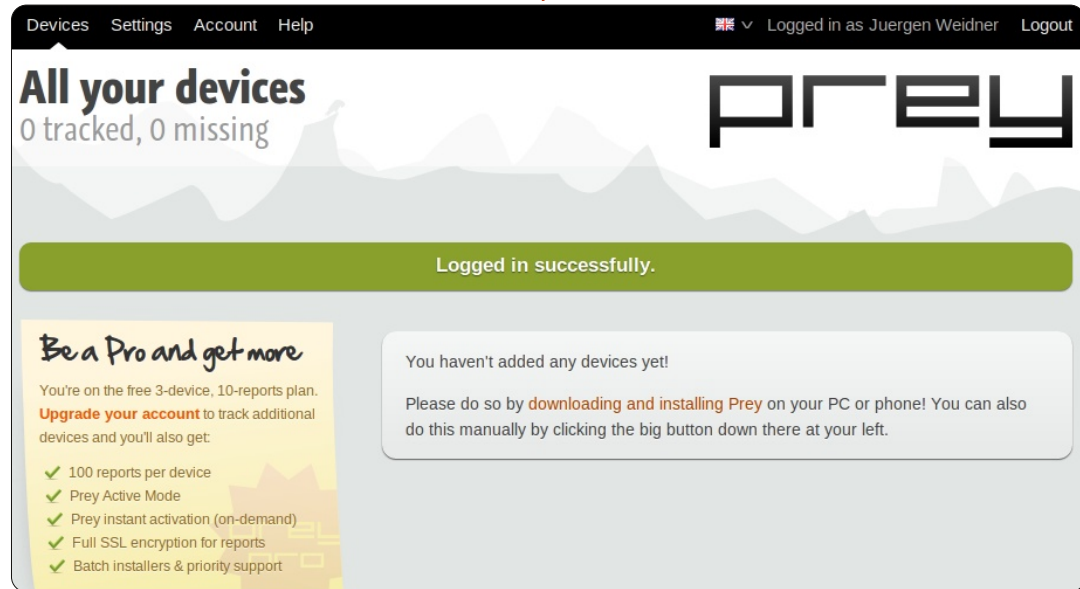 Devices Settings Account Help
Logged in as Juergen Weidner Logout
All your devices
0 tracked, 0 missing
prey
Logged in successfully.
Be a Pro and get more
You're on the free 3-device, 10-reports plan.
Upgrade your account to track additional
devices and you'll also get:
100 reports per device
Prey Active Mode
Prey instant activation (on-demand)
Full SSL encryption for reports
Batch installers & priority support
prey
pro
You haven't added any devices yet!
Please do so by downloading and installing Prey on your PC or phone! You can also
do this manually by clicking the big button down there at your left.